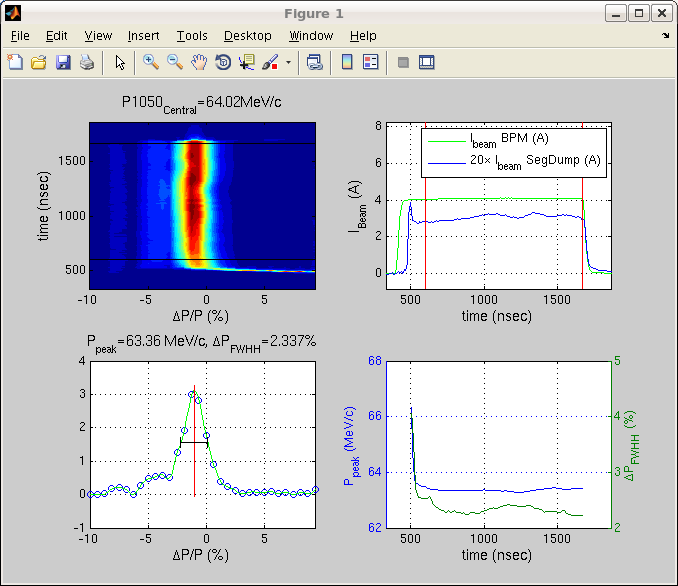 Figure 1
File Edit View Insert Tools Desktop Window Help
P1050Central=64.02MeV/c
1500
1000
500
time (nsec)
-10 -5 0 5
ΔP/P (%)
8
6
4
2
0
IBeam (A)
Ibeam BPM (A)
20× Ibeam SegDump (A)
500 1000 1500
time (nsec)
Ppeak=63.36 MeV/c, ΔPFWHH=2.337%
4
3
2
1
0
-1
-10 -5 0 5
ΔP/P (%)
68
66
64
62
Ppeak (MeV/c)
5
4
3
2
ΔPFWHH (%)
500 1000 1500
time (nsec)